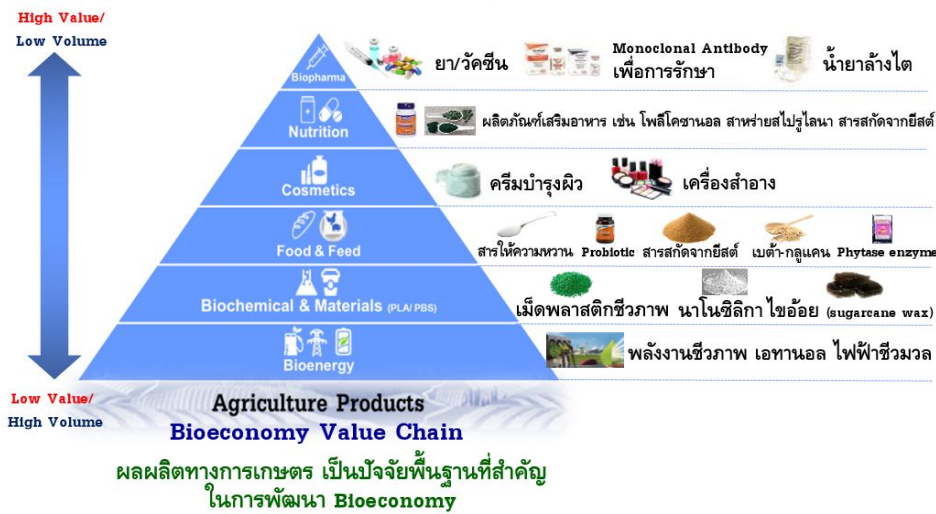 High Value/
Low Volume
Biopharma
ยา/วัคซีน
Monoclonal Antibody
เพื่อการรักษา
น้ำยาล้างไต
Nutrition
ผลิตภัณฑ์เสริมอาหาร เช่น โพลีโคซานอล สาหร่ายสไปรูไลนา สารสกัดจากยีสต์
Cosmetics
ครีมบำรุงผิว
เครื่องสำอาง
Food & Feed
สารให้ความหวาน Probiotic สารสกัดจากยีสต์ เบต้า-กลูแคน Phytase enzyme
Biochemical & Materials (PLA/ PBS)
เม็ดพลาสติกชีวภาพ นาโนซิลิกา ไขอ้อย (sugarcane wax)
Bioenergy
พลังงานชีวภาพ เอทานอล ไฟฟ้าชีวมวล
Low Value/
High Volume
Agriculture Products
Bioeconomy Value Chain
ผลผลิตทางการเกษตร เป็นปัจจัยพื้นฐานที่สำคัญ
ในการพัฒนา Bioeconomy